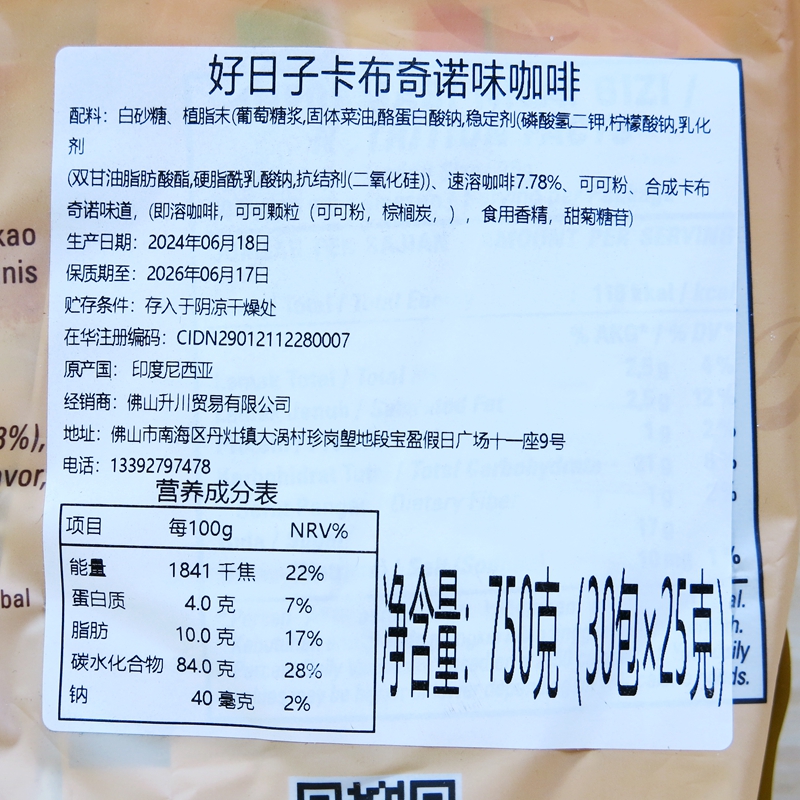 好日子卡布奇诺味咖啡
配料：白砂糖、植脂末(葡萄糖浆,固体菜油,酪蛋白酸钠,稳定剂(磷酸氢二钾,柠檬酸钠,乳化
剂
(双甘油脂肪酸酯,硬脂酰乳酸钠,抗结剂(二氧化硅))、速溶咖啡7.78%、可可粉、合成卡布
奇诺味道，(即溶咖啡，可可颗粒（可可粉，棕榈炭，），食用香精，甜菊糖苷)
生产日期：2024年06月18日
保质期至：2026年06月17日
贮存条件：存入于阴凉干燥处
在华注册编码：CIDN29012112280007
原产国：印度尼西亚
经销商：佛山升川贸易有限公司
地址：佛山市南海区丹灶镇大涡村珍岗塱地段宝盈假日广场十一座9号
电话：13392797478
营养成分表
项目 每100g NRV%
能量 1841 千焦 22%
蛋白质 4.0 克 7%
脂肪 10.0 克 17%
碳水化合物 84.0 克 28%
钠 40 毫克 2%
净含量：750克（30包×25克）
kao
nis
3%),
avor,
bal
%
al.
h.
ily
ds.